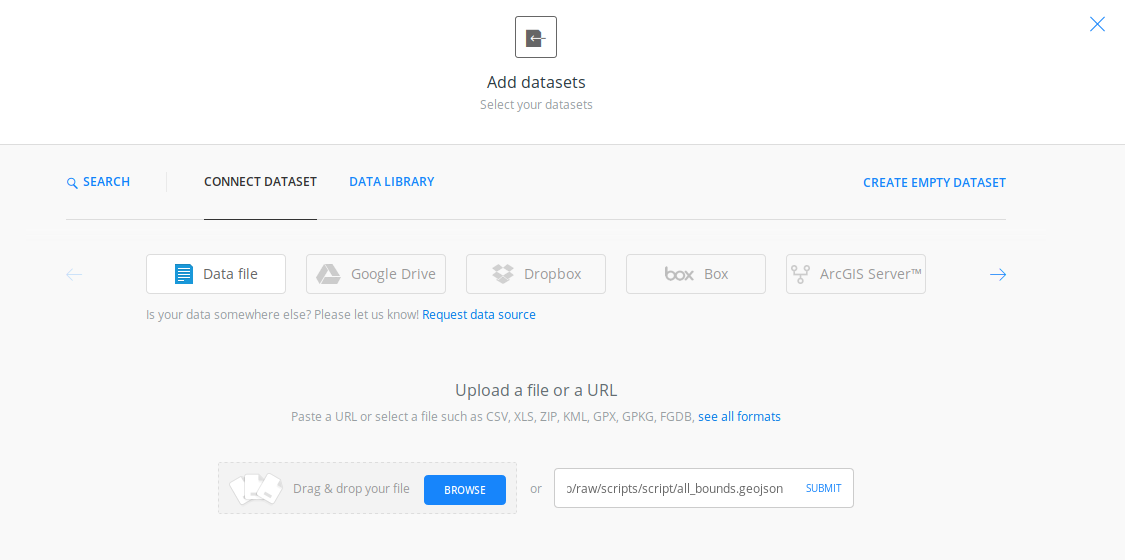 Add datasets
Select your datasets
SEARCH
CONNECT DATASET
DATA LIBRARY
CREATE EMPTY DATASET
Data file
Google Drive
Dropbox
box Box
ArcGIS Server™
Is your data somewhere else? Please let us know! Request data source
Upload a file or a URL
Paste a URL or select a file such as CSV, XLS, ZIP, KML, GPX, GPKG, FGDB, see all formats
Drag & drop your file
BROWSE
or
/raw/scripts/script/all_bounds.geojson
SUBMIT